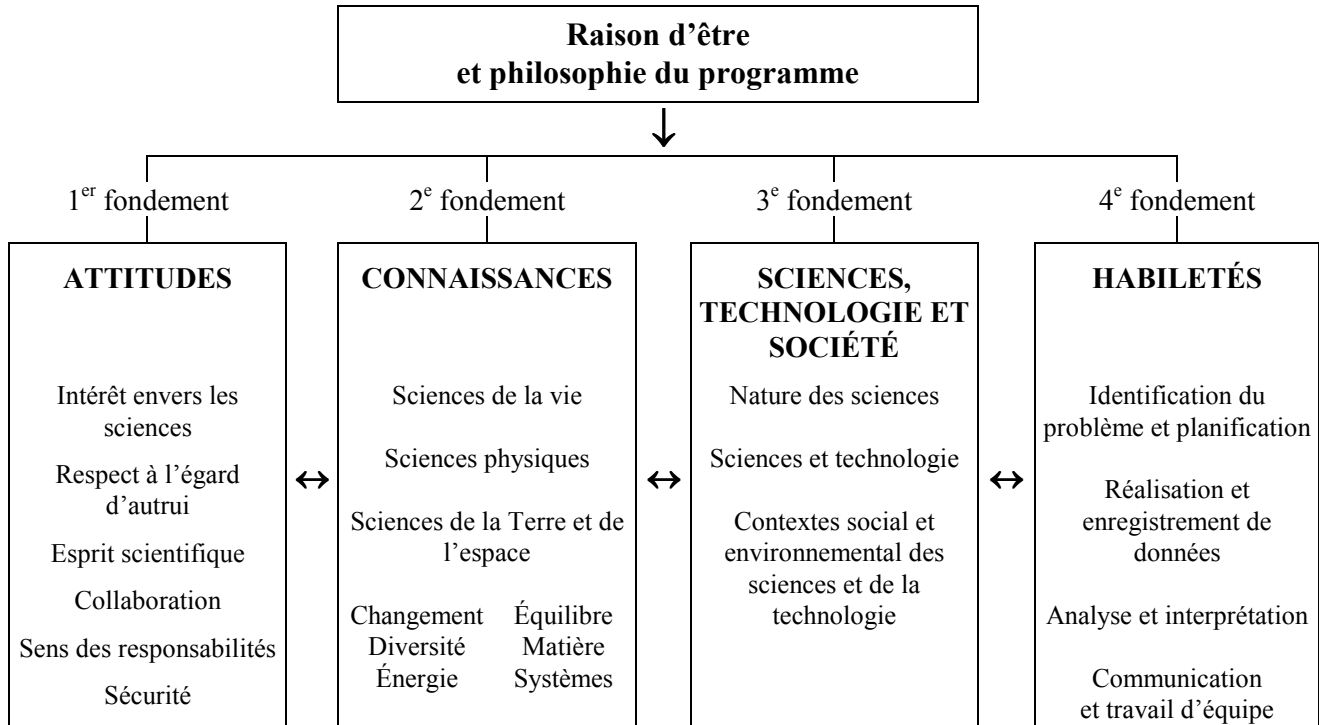 Raison d’être
et philosophie du programme
↓
1er fondement
2e fondement
3e fondement
4e fondement
ATTITUDES
Intérêt envers les
sciences
Respect à l’égard
d’autrui
Esprit scientifique
Collaboration
Sens des responsabilités
Sécurité
↔
CONNAISSANCES
Sciences de la vie
Sciences physiques
Sciences de la Terre et de
l’espace
Changement Équilibre
Diversité Matière
Énergie Systèmes
↔
SCIENCES,
TECHNOLOGIE ET
SOCIÉTÉ
Nature des sciences
Sciences et technologie
Contextes social et
environnemental des
sciences et de la
technologie
↔
HABILETÉS
Identification du
problème et planification
Réalisation et
enregistrement de
données
Analyse et interprétation
Communication
et travail d’équipe